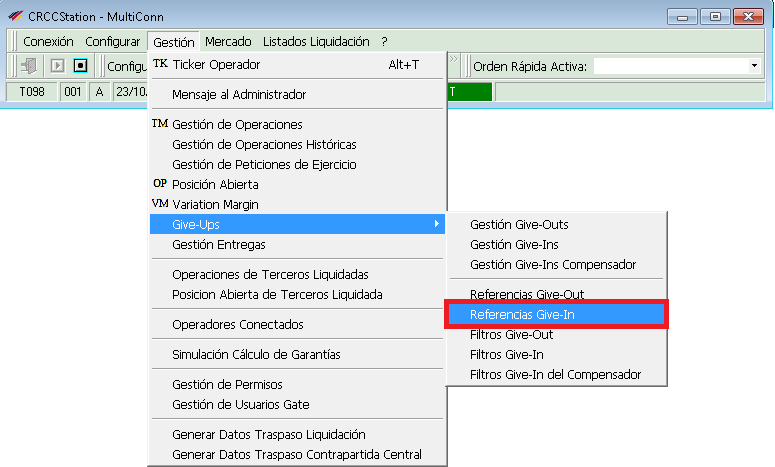 CRCCStation - MultiConn
Conexión Configurar Gestión Mercado Listados Liquidación ?
Configu
Orden Rápida Activa:
T098 001 A 23/10. T
TK Ticker Operador Alt+T
Mensaje al Administrador
TM Gestión de Operaciones
Gestión de Operaciones Históricas
Gestión de Peticiones de Ejercicio
OP Posición Abierta
VM Variation Margin
Give-Ups
Gestión Entregas
Operaciones de Terceros Liquidadas
Posicion Abierta de Terceros Liquidada
Operadores Conectados
Simulación Cálculo de Garantías
Gestión de Permisos
Gestión de Usuarios Gate
Generar Datos Traspaso Liquidación
Generar Datos Traspaso Contrapartida Central
Gestión Give-Outs
Gestión Give-Ins
Gestión Give-Ins Compensador
Referencias Give-Out
Referencias Give-In
Filtros Give-Out
Filtros Give-In
Filtros Give-In del Compensador